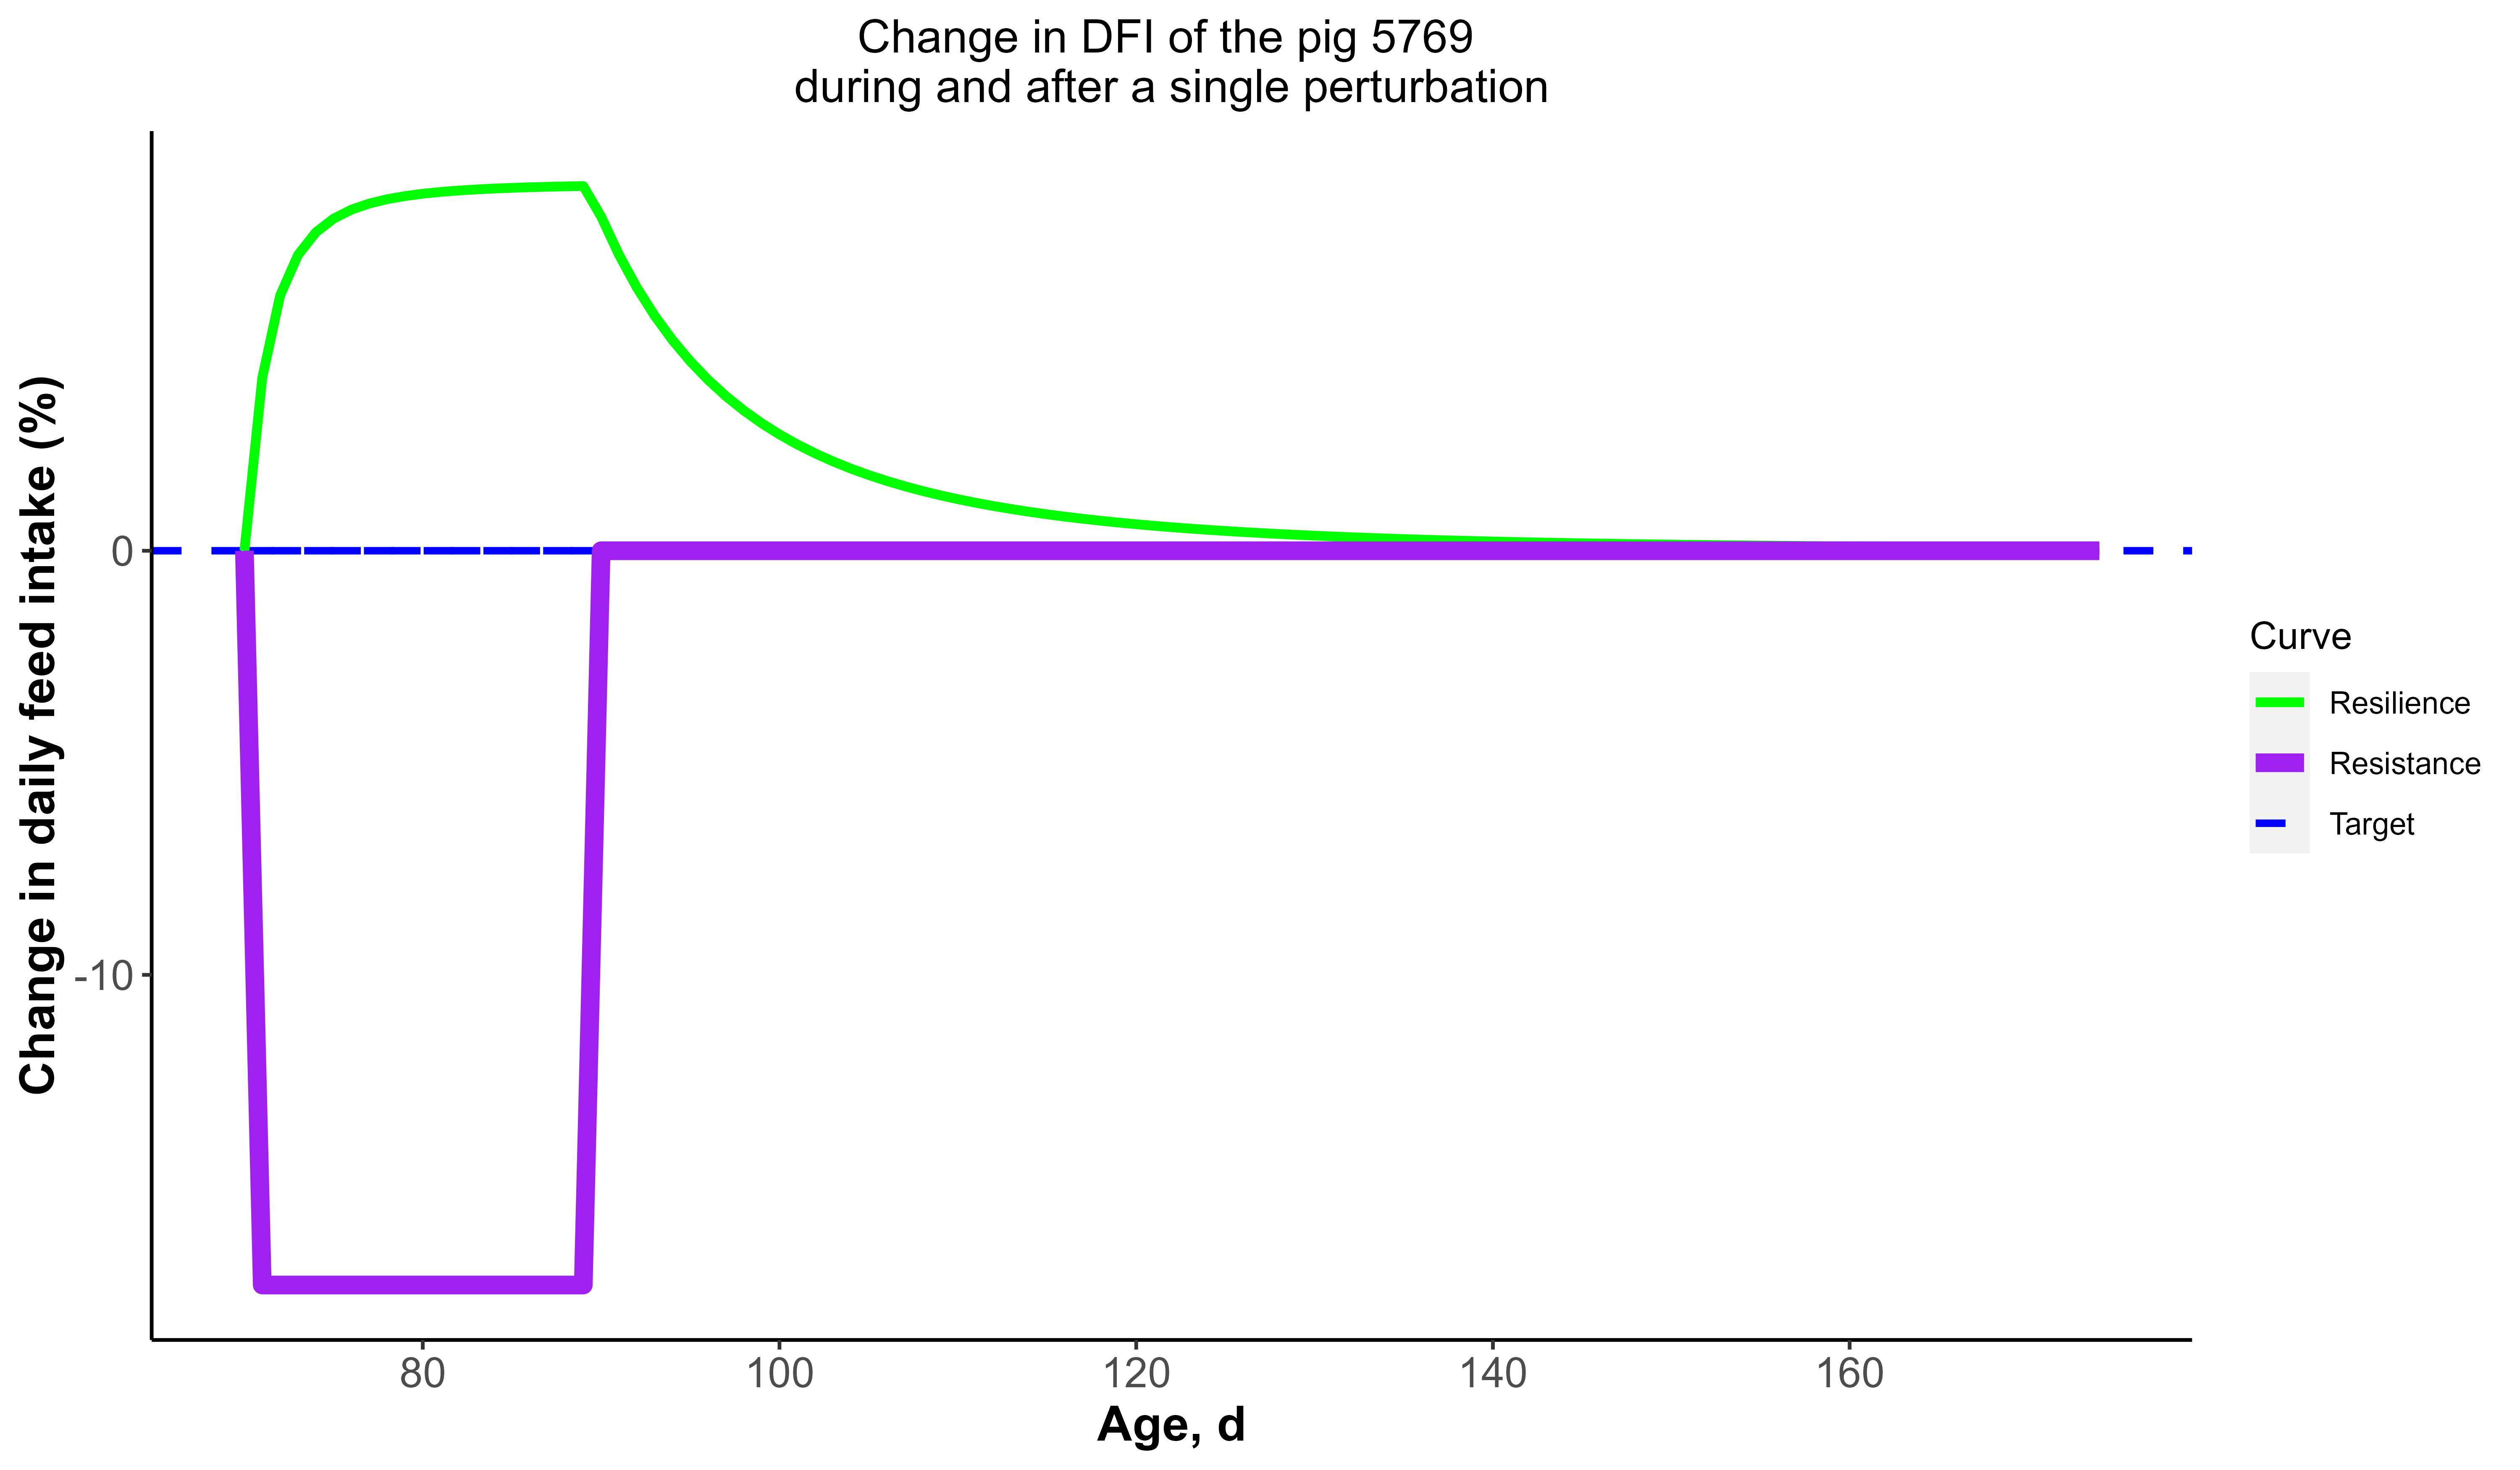 Change in DFI of the pig 5769
during and after a single perturbation
Change in daily feed intake (%)
0
-10
80
100
120
140
160
Age, d
Curve
Resilience
Resistance
Target